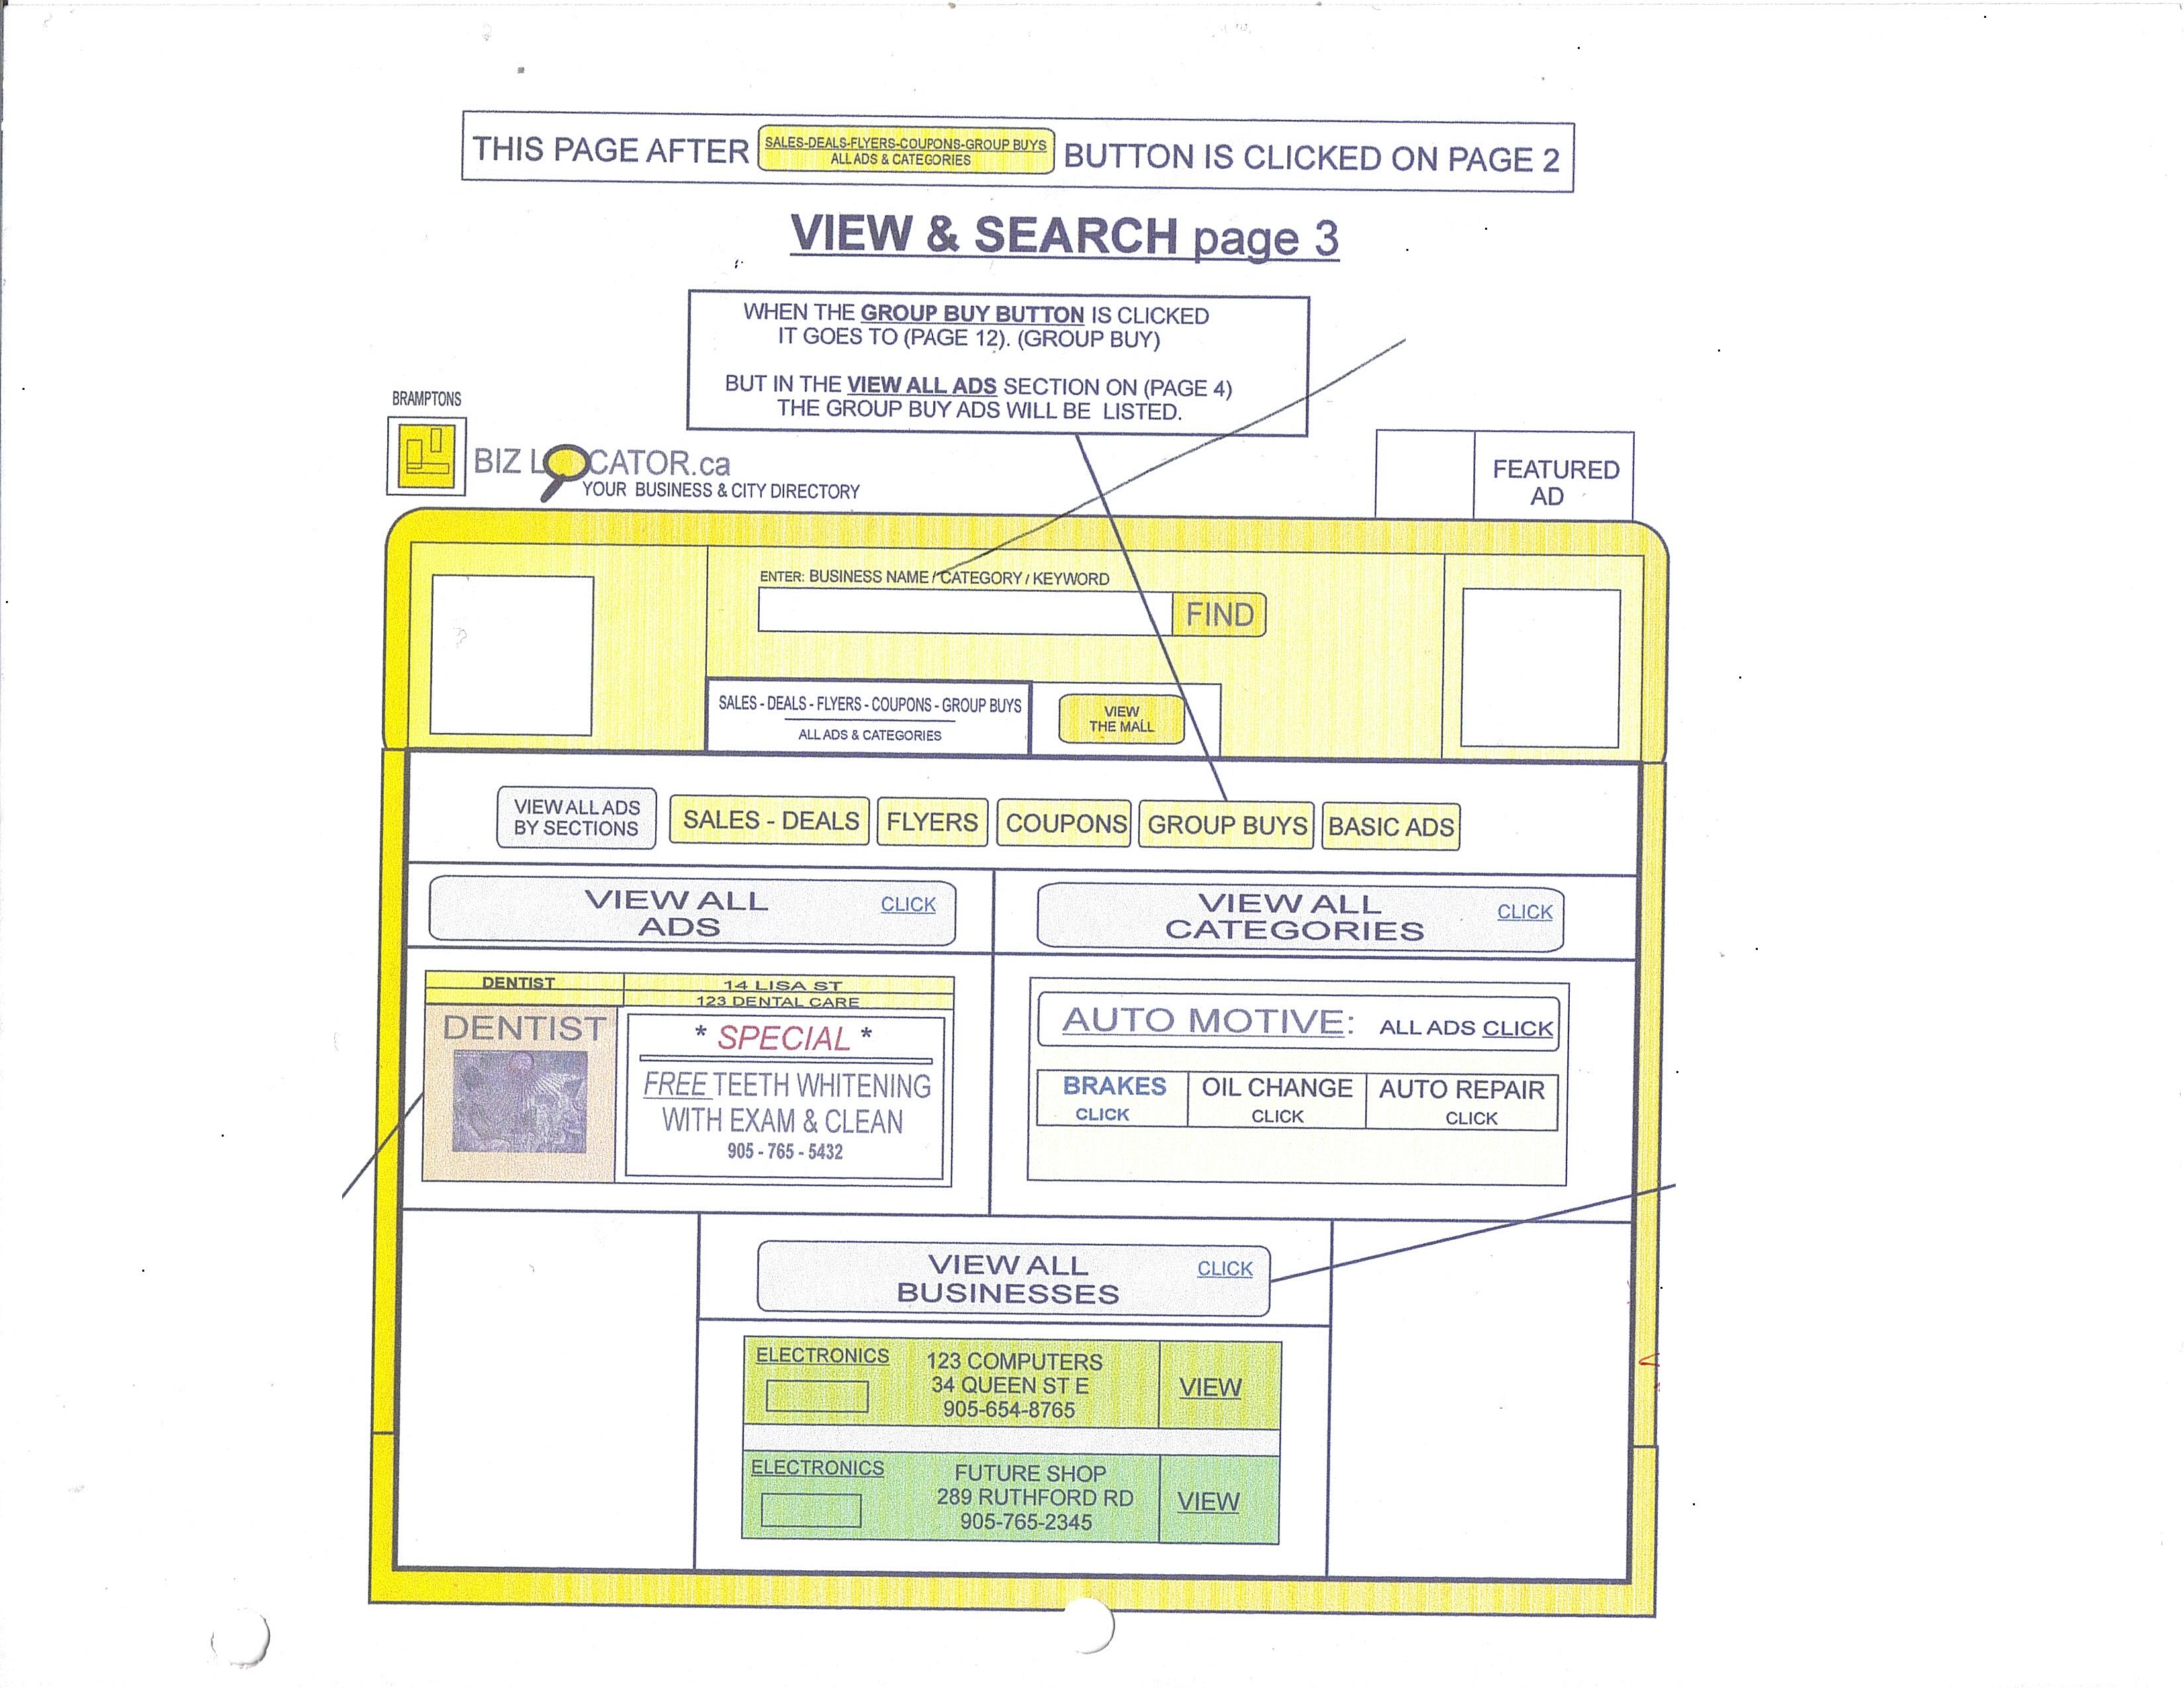 THIS PAGE AFTER SALES-DEALS-FLYERS-COUPONS-GROUP BUYS ALL ADS & CATEGORIES BUTTON IS CLICKED ON PAGE 2
VIEW & SEARCH page 3
WHEN THE GROUP BUY BUTTON IS CLICKED
IT GOES TO (PAGE 12). (GROUP BUY)
BUT IN THE VIEW ALL ADS SECTION ON (PAGE 4)
THE GROUP BUY ADS WILL BE LISTED.
BRAMPTONS
BIZ LOCATOR.ca
YOUR BUSINESS & CITY DIRECTORY
FEATURED
AD
ENTER: BUSINESS NAME / CATEGORY / KEYWORD
FIND
SALES - DEALS - FLYERS - COUPONS - GROUP BUYS
ALL ADS & CATEGORIES
VIEW
THE MALL
VIEW ALL ADS
BY SECTIONS
SALES - DEALS
FLYERS
COUPONS
GROUP BUYS
BASIC ADS
VIEW ALL
ADS
CLICK
VIEW ALL
CATEGORIES
CLICK
DENTIST
14 LISA ST
123 DENTAL CARE
DENTIST
* SPECIAL *
FREE TEETH WHITENING
WITH EXAM & CLEAN
905 - 765 - 5432
AUTO MOTIVE: ALL ADS CLICK
BRAKES
CLICK
OIL CHANGE
CLICK
AUTO REPAIR
CLICK
VIEW ALL
BUSINESSES
CLICK
ELECTRONICS
123 COMPUTERS
34 QUEEN ST E
905-654-8765
VIEW
ELECTRONICS
FUTURE SHOP
289 RUTHFORD RD
905-765-2345
VIEW